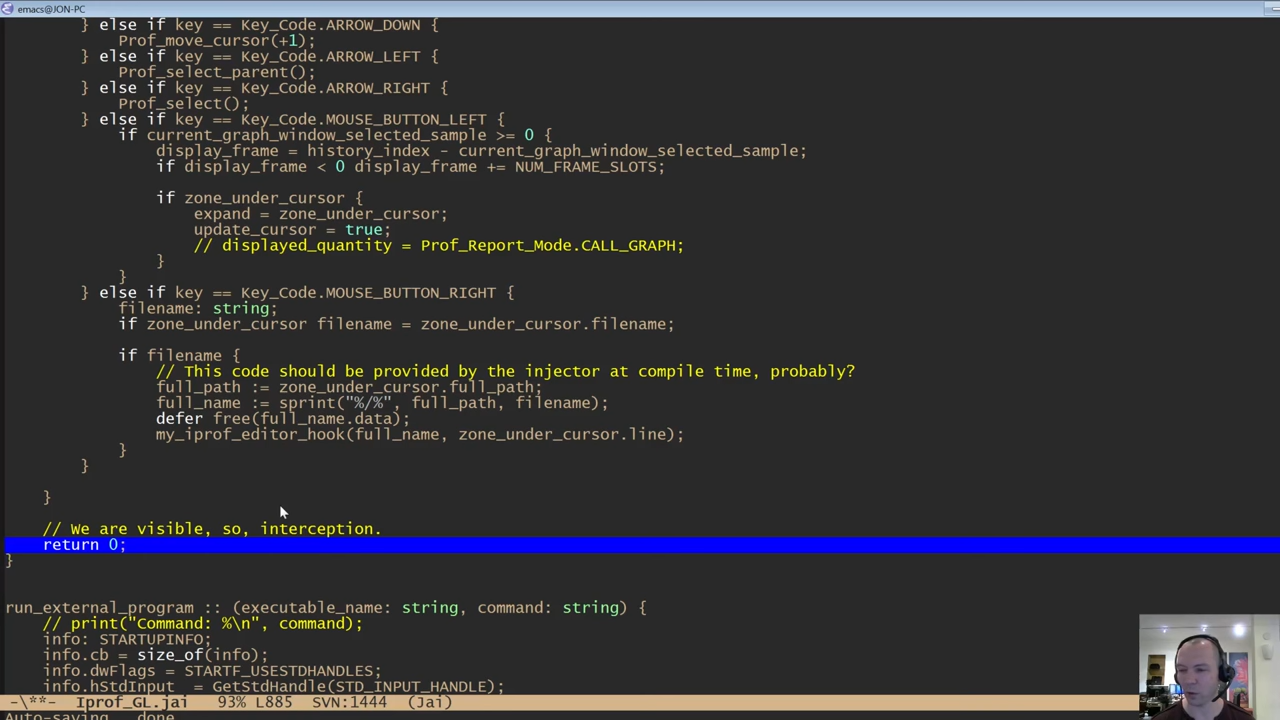 emacs@JON-PC
} else if key == Key_Code.ARROW_DOWN {
Prof_move_cursor(+1);
} else if key == Key_Code.ARROW_LEFT {
Prof_select_parent();
} else if key == Key_Code.ARROW_RIGHT {
Prof_select();
} else if key == Key_Code.MOUSE_BUTTON_LEFT {
if current_graph_window_selected_sample >= 0 {
display_frame = history_index - current_graph_window_selected_sample;
if display_frame < 0 display_frame += NUM_FRAME_SLOTS;
if zone_under_cursor {
expand = zone_under_cursor;
update_cursor = true;
// displayed_quantity = Prof_Report_Mode.CALL_GRAPH;
}
}
} else if key == Key_Code.MOUSE_BUTTON_RIGHT {
filename: string;
if zone_under_cursor filename = zone_under_cursor.filename;
if filename {
// This code should be provided by the injector at compile time, probably?
full_path := zone_under_cursor.full_path;
full_name := sprint("%/%", full_path, filename);
defer free(full_name.data);
my_iprof_editor_hook(full_name, zone_under_cursor.line);
}
}
}
// We are visible, so, interception.
return 0;
}
run_external_program :: (executable_name: string, command: string) {
// print("Command: %\n", command);
info: STARTUPINFO;
info.cb = size_of(info);
info.dwFlags = STARTF_USESTDHANDLES;
info.hStdInput = GetStdHandle(STD_INPUT_HANDLE);
-\**- Iprof_GL.jai 93% L885 SVN:1444 (Jai)
Auto-saving...done